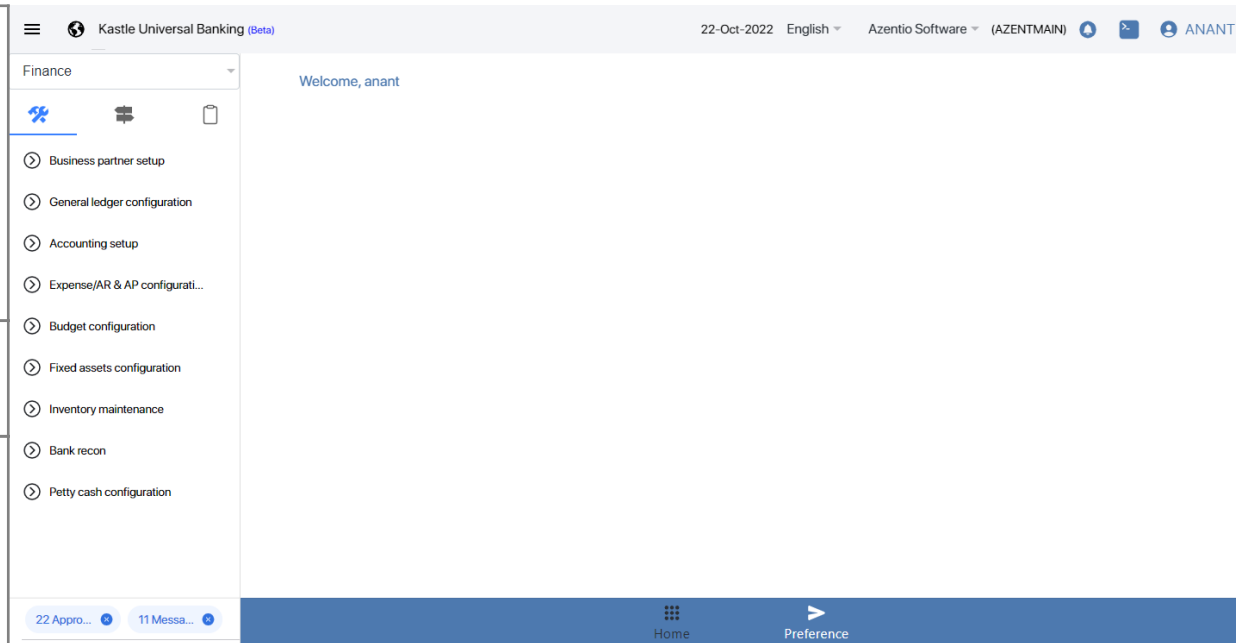 Kastle Universal Banking (Beta) 22-Oct-2022 English Azentio Software (AZENTMAIN) ANANT
Finance
Welcome, anant
Business partner setup
General ledger configuration
Accounting setup
Expense/AR & AP configurati...
Budget configuration
Fixed assets configuration
Inventory maintenance
Bank recon
Petty cash configuration
22 Appro... 11 Messa...
Home Preference